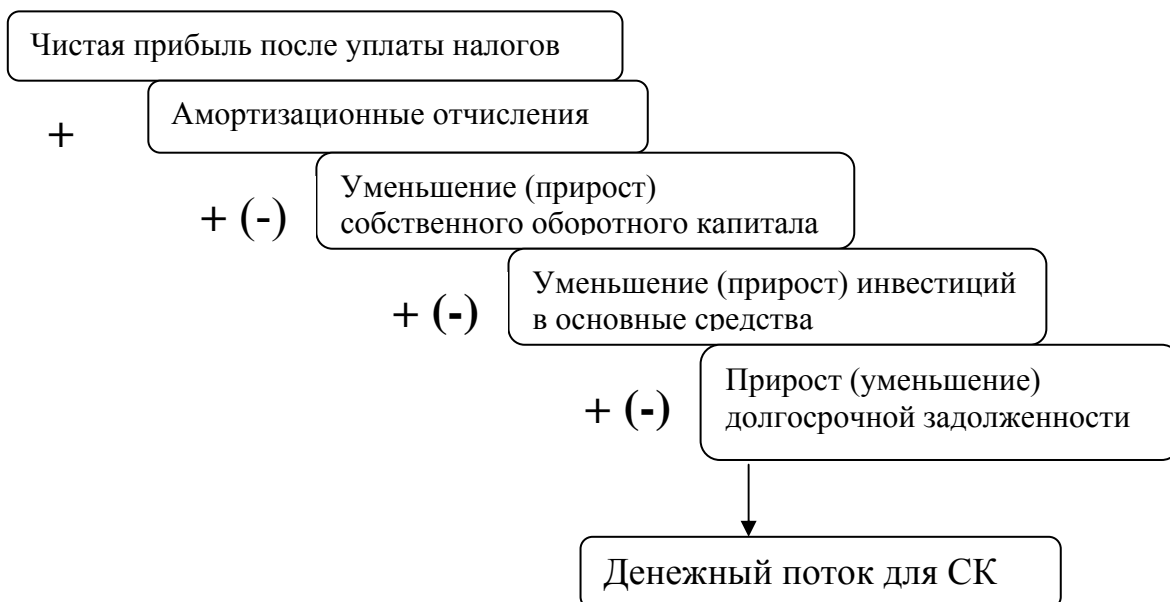 Чистая прибыль после уплаты налогов
+
Амортизационные отчисления
+ (-)
Уменьшение (прирост)
собственного оборотного капитала
+ (-)
Уменьшение (прирост) инвестиций
в основные средства
+ (-)
Прирост (уменьшение)
долгосрочной задолженности
Денежный поток для СК